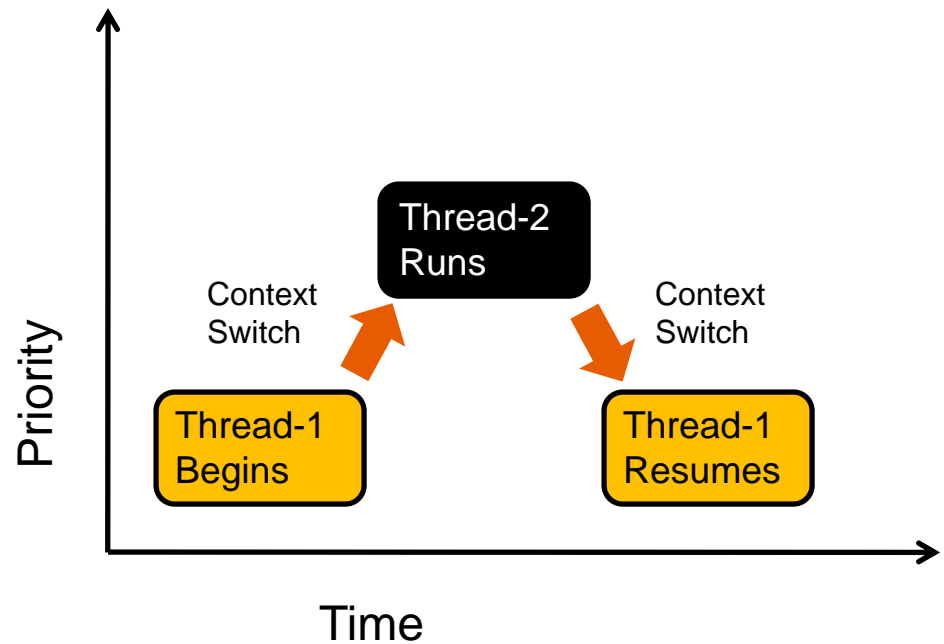 Thread-2
Runs
Context
Switch
Context
Switch
Thread-1
Begins
Thread-1
Resumes
Priority
Time